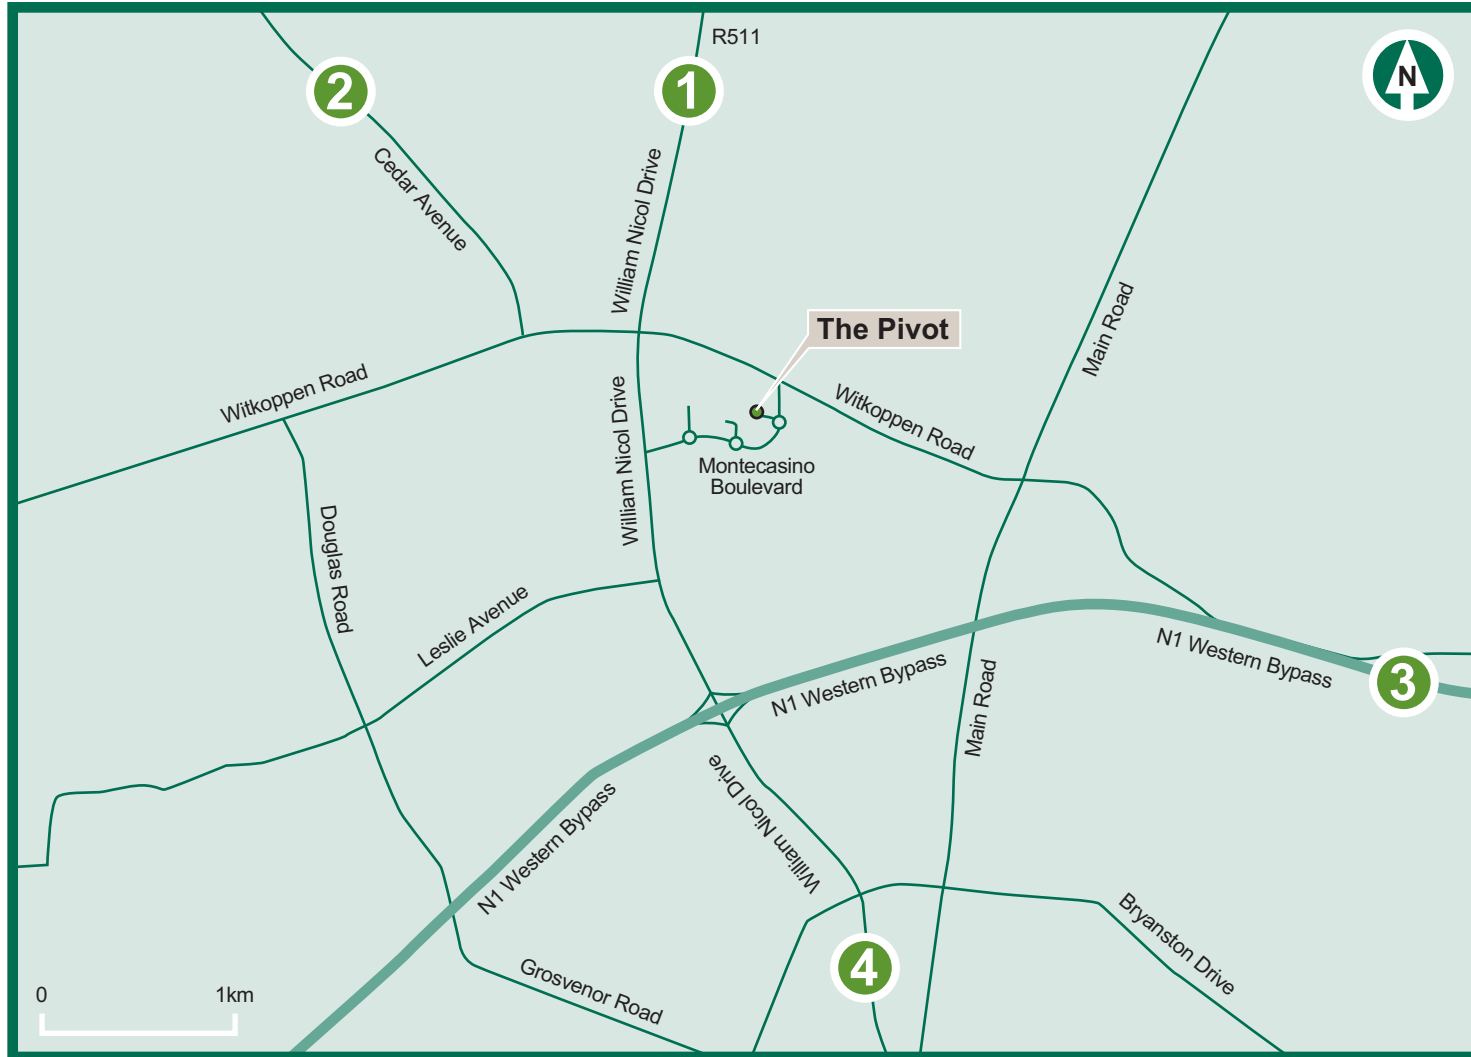 R511
1
2
N
Cedar Avenue
William Nicol Drive
The Pivot
Main Road
Witkoppen Road
William Nicol Drive
Witkoppen Road
Montecasino
Boulevard
Douglas Road
Leslie Avenue
N1 Western Bypass
N1 Western Bypass
3
Main Road
William Nicol Drive
N1 Western Bypass
Bryanston Drive
4
Grosvenor Road
0
1km